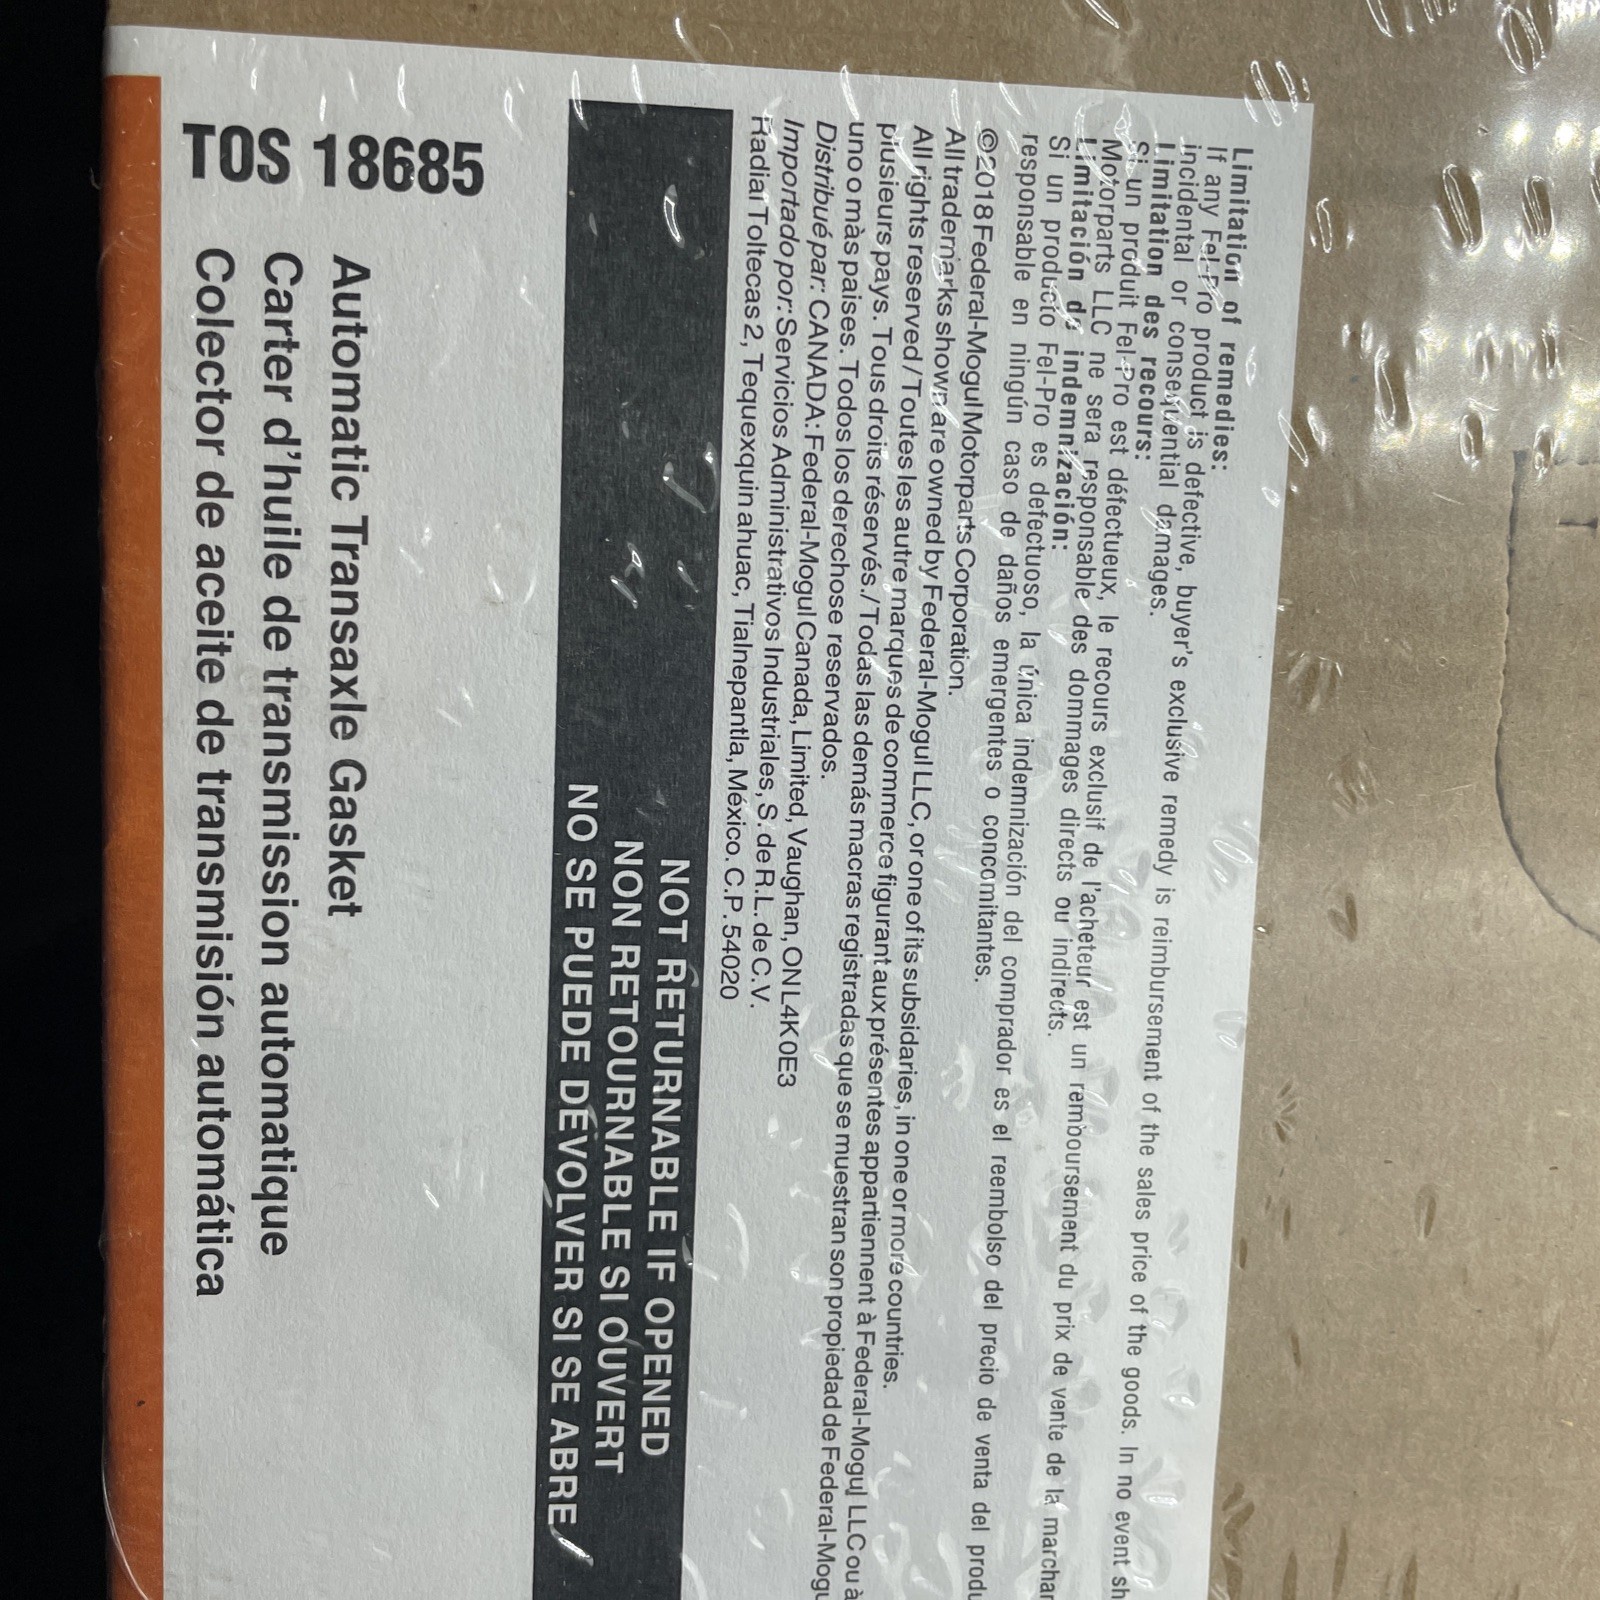 Limitation of remedies:
If any Fel-Pro product is defective, buyer's exclusive remedy is reimbursement of the sales price of the goods. In no event sh
incidental or consequential damages.
Limitation des recours:
Si un produit Fel-Pro est défectueux, le recours exclusif de l'acheteur est un remboursement du prix de vente de la marchan
Motorparts LLC ne sera responsable des dommages directs ou indirects.
Limitación de indemnización:
Si un producto Fel-Pro es defectuoso, la única indemnización del comprador es el reembolso del precio de venta del produ
responsable en ningún caso de daños emergentes o concomitantes.
©2018 Federal-Mogul Motorparts Corporation.
All trademarks shown are owned by Federal-Mogul LLC, or one of its subsidaries, in one or more countries.
All rights reserved / Toutes les autre marques de commerce figurant aux présentes appartiennent à Federal-Mogul LLC ou à
plusieurs pays. Tous droits réservés./ Todas las demás macras registradas que se muestran son propiedad de Federal-Mogu
uno o màs paises. Todos los derechose reservados.
Distribué par: CANADA: Federal-Mogul Canada, Limited, Vaughan, ON L4K 0E3
Importado por: Servicios Administrativos Industriales, S. de R.L. de C.V.
Radial Toltecas 2, Tequexquinahuac, Tialnepantla, México. C.P. 54020
NOT RETURNABLE IF OPENED
NON RETOURNABLE SI OUVERT
NO SE PUEDE DEVOLVER SI SE ABRE
TOS 18685
Automatic Transaxle Gasket
Carter d'huile de transmission automatique
Colector de aceite de transmisión automática